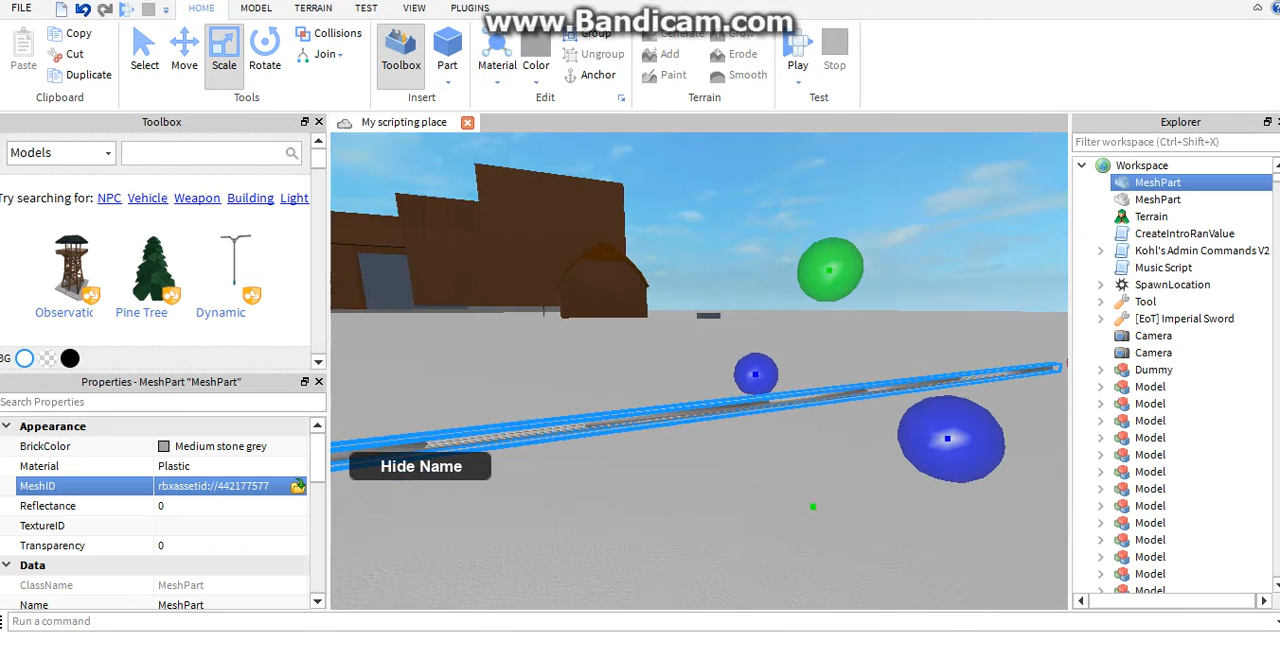 FILE
HOME
MODEL
TERRAIN
TEST
VIEW
PLUGINS
www.Bandicam.com
Paste
Copy
Cut
Duplicate
Clipboard
Select
Move
Scale
Rotate
Collisions
Join
Tools
Toolbox
Part
Insert
Material
Color
Group
Ungroup
Anchor
Edit
Generate
Grow
Add
Erode
Paint
Smooth
Terrain
Play
Stop
Test
Toolbox
Models
Try searching for: NPC Vehicle Weapon Building Light
Observatic
Pine Tree
Dynamic
BG
Properties - MeshPart "MeshPart"
Search Properties
Appearance
BrickColor Medium stone grey
Material Plastic
MeshID rbxassetid://442177577
Reflectance 0
TextureID
Transparency 0
Data
ClassName MeshPart
Name MeshPart
Run a command
My scripting place
Hide Name
Explorer
Filter workspace (Ctrl+Shift+X)
Workspace
MeshPart
MeshPart
Terrain
CreateIntroRanValue
Kohl's Admin Commands V2
Music Script
SpawnLocation
Tool
[EoT] Imperial Sword
Camera
Camera
Dummy
Model
Model
Model
Model
Model
Model
Model
Model
Model
Model
Model
Model
Model